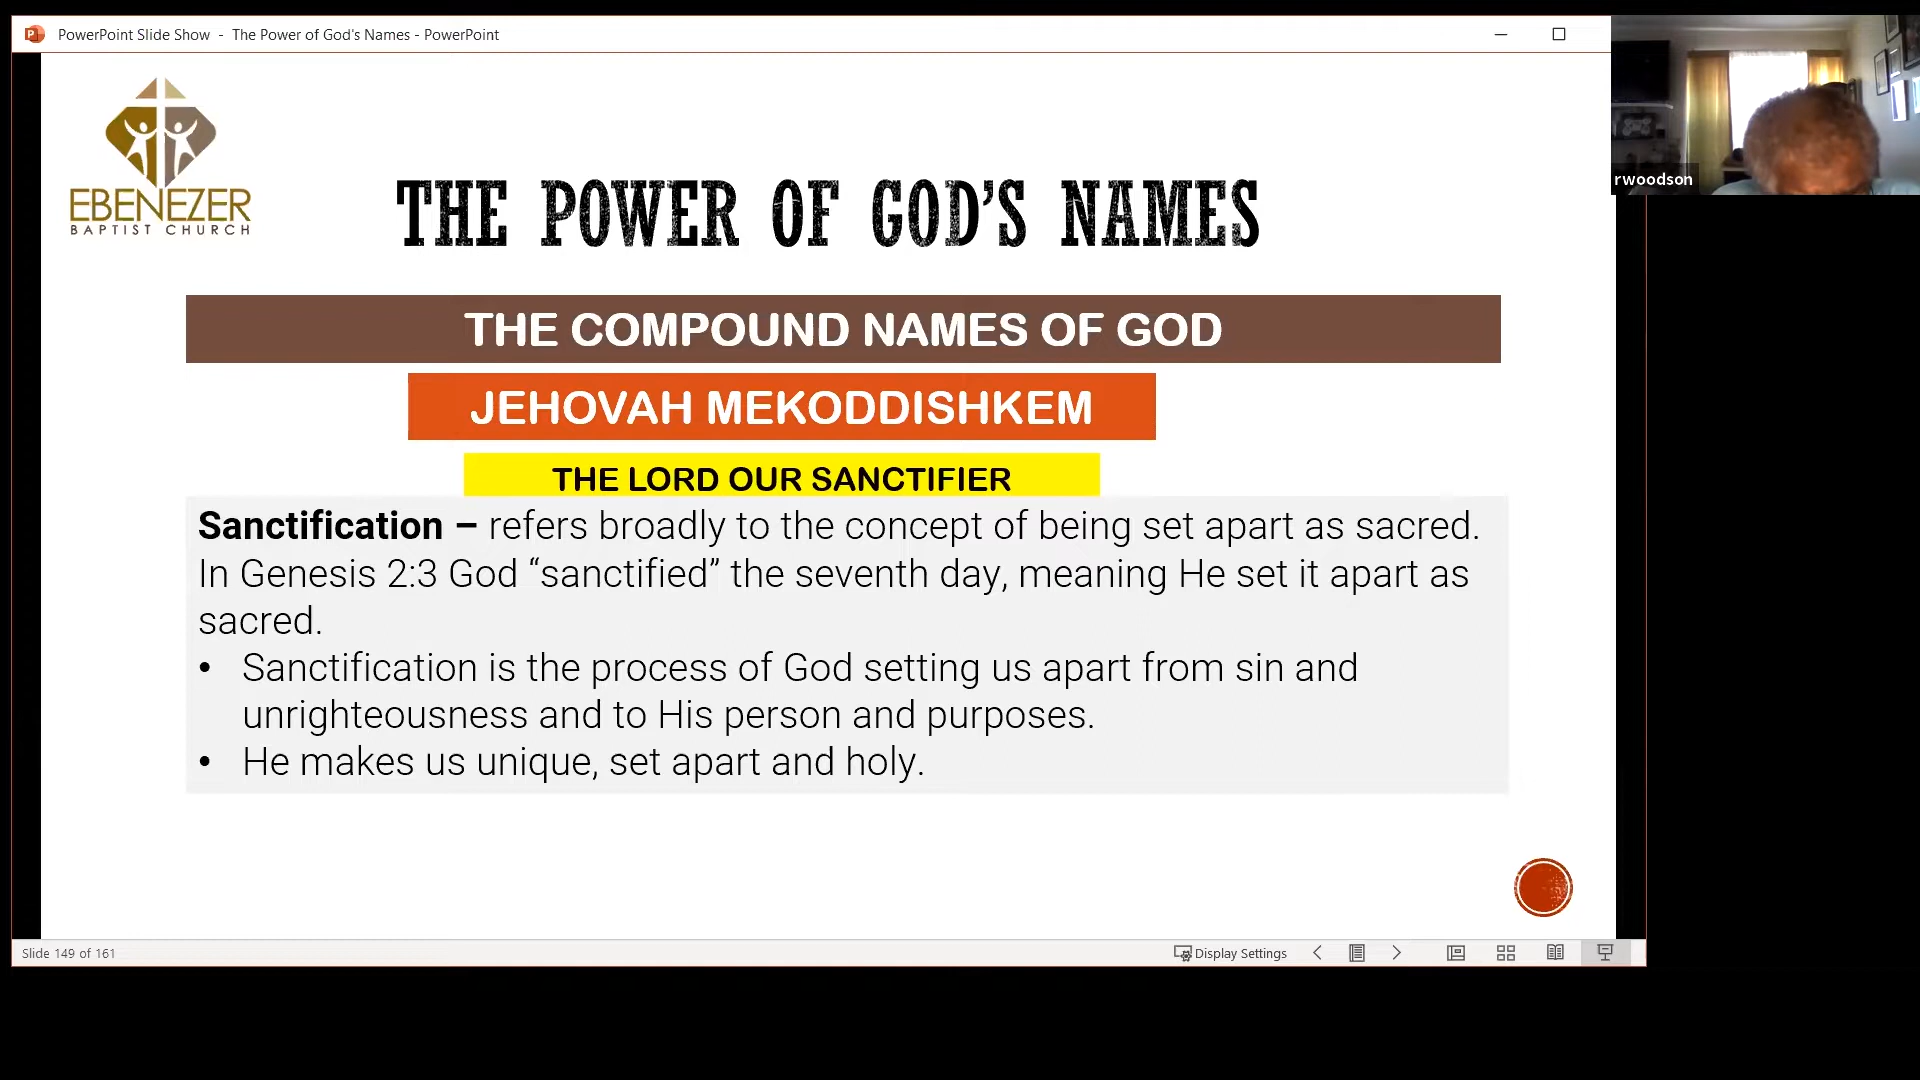 PowerPoint Slide Show - The Power of God's Names - PowerPoint
rwoodson
EBENEZER
BAPTIST CHURCH
THE POWER OF GOD'S NAMES
THE COMPOUND NAMES OF GOD
JEHOVAH MEKODDISHKEM
THE LORD OUR SANCTIFIER
Sanctification – refers broadly to the concept of being set apart as sacred.
In Genesis 2:3 God “sanctified” the seventh day, meaning He set it apart as
sacred.
• Sanctification is the process of God setting us apart from sin and
unrighteousness and to His person and purposes.
• He makes us unique, set apart and holy.
Slide 149 of 161
Display Settings